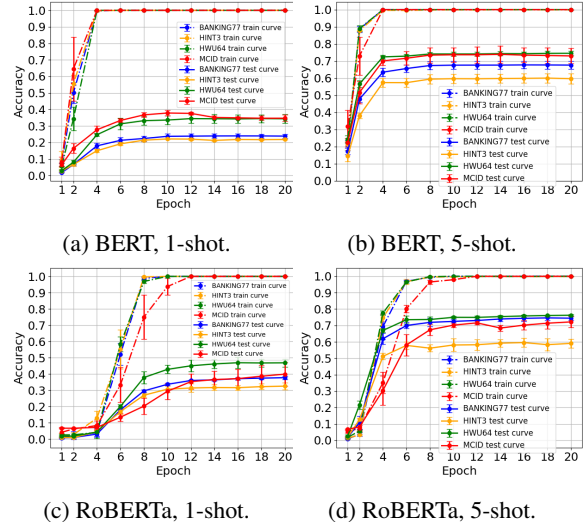 1.0
0.9
0.8
0.7
0.6
0.5
0.4
0.3
0.2
0.1
0.0
Accuracy
BANKING77 train curve
HINT3 train curve
HWU64 train curve
MCID train curve
BANKING77 test curve
HINT3 test curve
HWU64 test curve
MCID test curve
1 2 4 6 8 10 12 14 16 18 20
Epoch
(a) BERT, 1-shot.
1.0
0.9
0.8
0.7
0.6
0.5
0.4
0.3
0.2
0.1
0.0
Accuracy
BANKING77 train curve
HINT3 train curve
HWU64 train curve
MCID train curve
BANKING77 test curve
HINT3 test curve
HWU64 test curve
MCID test curve
1 2 4 6 8 10 12 14 16 18 20
Epoch
(b) BERT, 5-shot.
1.0
0.9
0.8
0.7
0.6
0.5
0.4
0.3
0.2
0.1
0.0
Accuracy
BANKING77 train curve
HINT3 train curve
HWU64 train curve
MCID train curve
BANKING77 test curve
HINT3 test curve
HWU64 test curve
MCID test curve
1 2 4 6 8 10 12 14 16 18 20
Epoch
(c) RoBERTa, 1-shot.
1.0
0.9
0.8
0.7
0.6
0.5
0.4
0.3
0.2
0.1
0.0
Accuracy
BANKING77 train curve
HINT3 train curve
HWU64 train curve
MCID train curve
BANKING77 test curve
HINT3 test curve
HWU64 test curve
MCID test curve
1 2 4 6 8 10 12 14 16 18 20
Epoch
(d) RoBERTa, 5-shot.